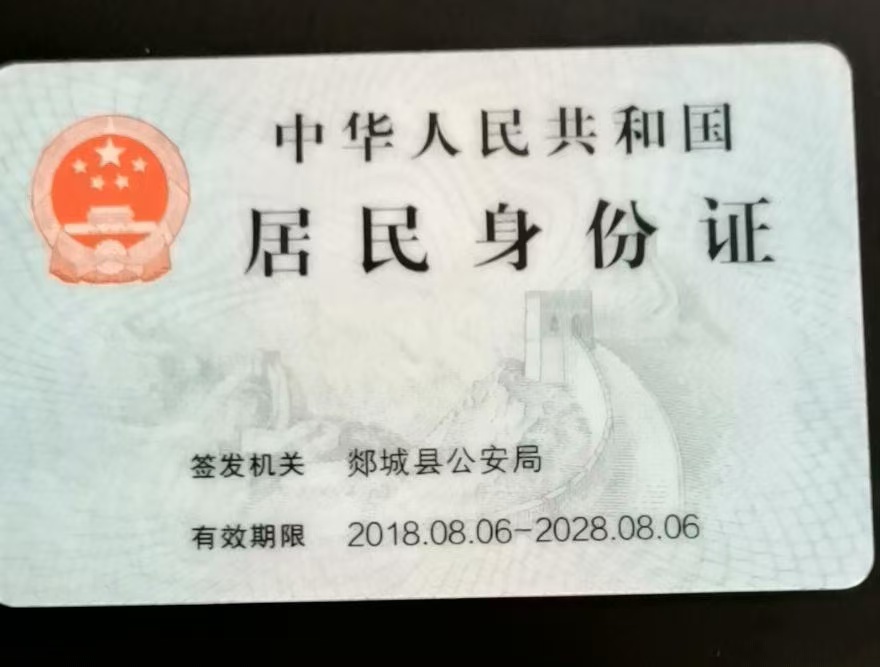 中华人民共和国
居民身份证
签发机关 郯城县公安局
有效期限 2018.08.06-2028.08.06